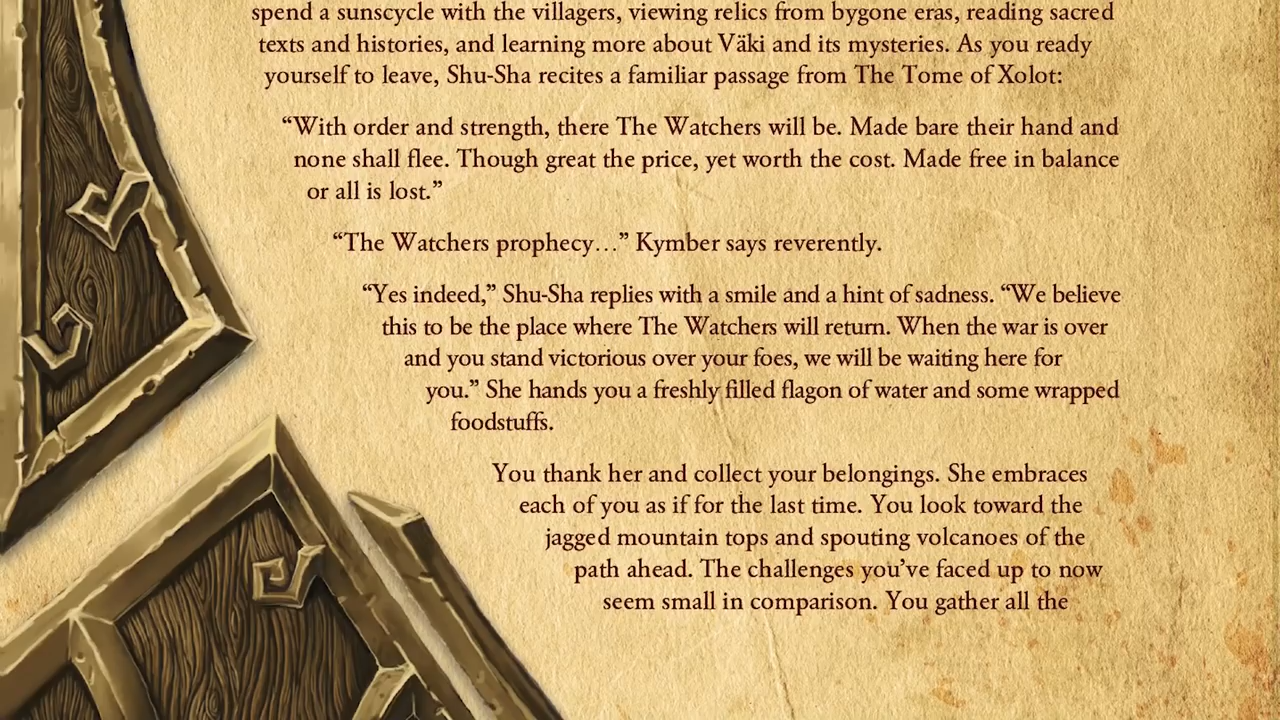 spend a sunscycle with the villagers, viewing relics from bygone eras, reading sacred
texts and histories, and learning more about Väki and its mysteries. As you ready
yourself to leave, Shu-Sha recites a familiar passage from The Tome of Xolot:
“With order and strength, there The Watchers will be. Made bare their hand and
none shall flee. Though great the price, yet worth the cost. Made free in balance
or all is lost.”
“The Watchers prophecy…” Kymber says reverently.
“Yes indeed,” Shu-Sha replies with a smile and a hint of sadness. “We believe
this to be the place where The Watchers will return. When the war is over
and you stand victorious over your foes, we will be waiting here for
you.” She hands you a freshly filled flagon of water and some wrapped
foodstuffs.
You thank her and collect your belongings. She embraces
each of you as if for the last time. You look toward the
jagged mountain tops and spouting volcanoes of the
path ahead. The challenges you’ve faced up to now
seem small in comparison. You gather all the